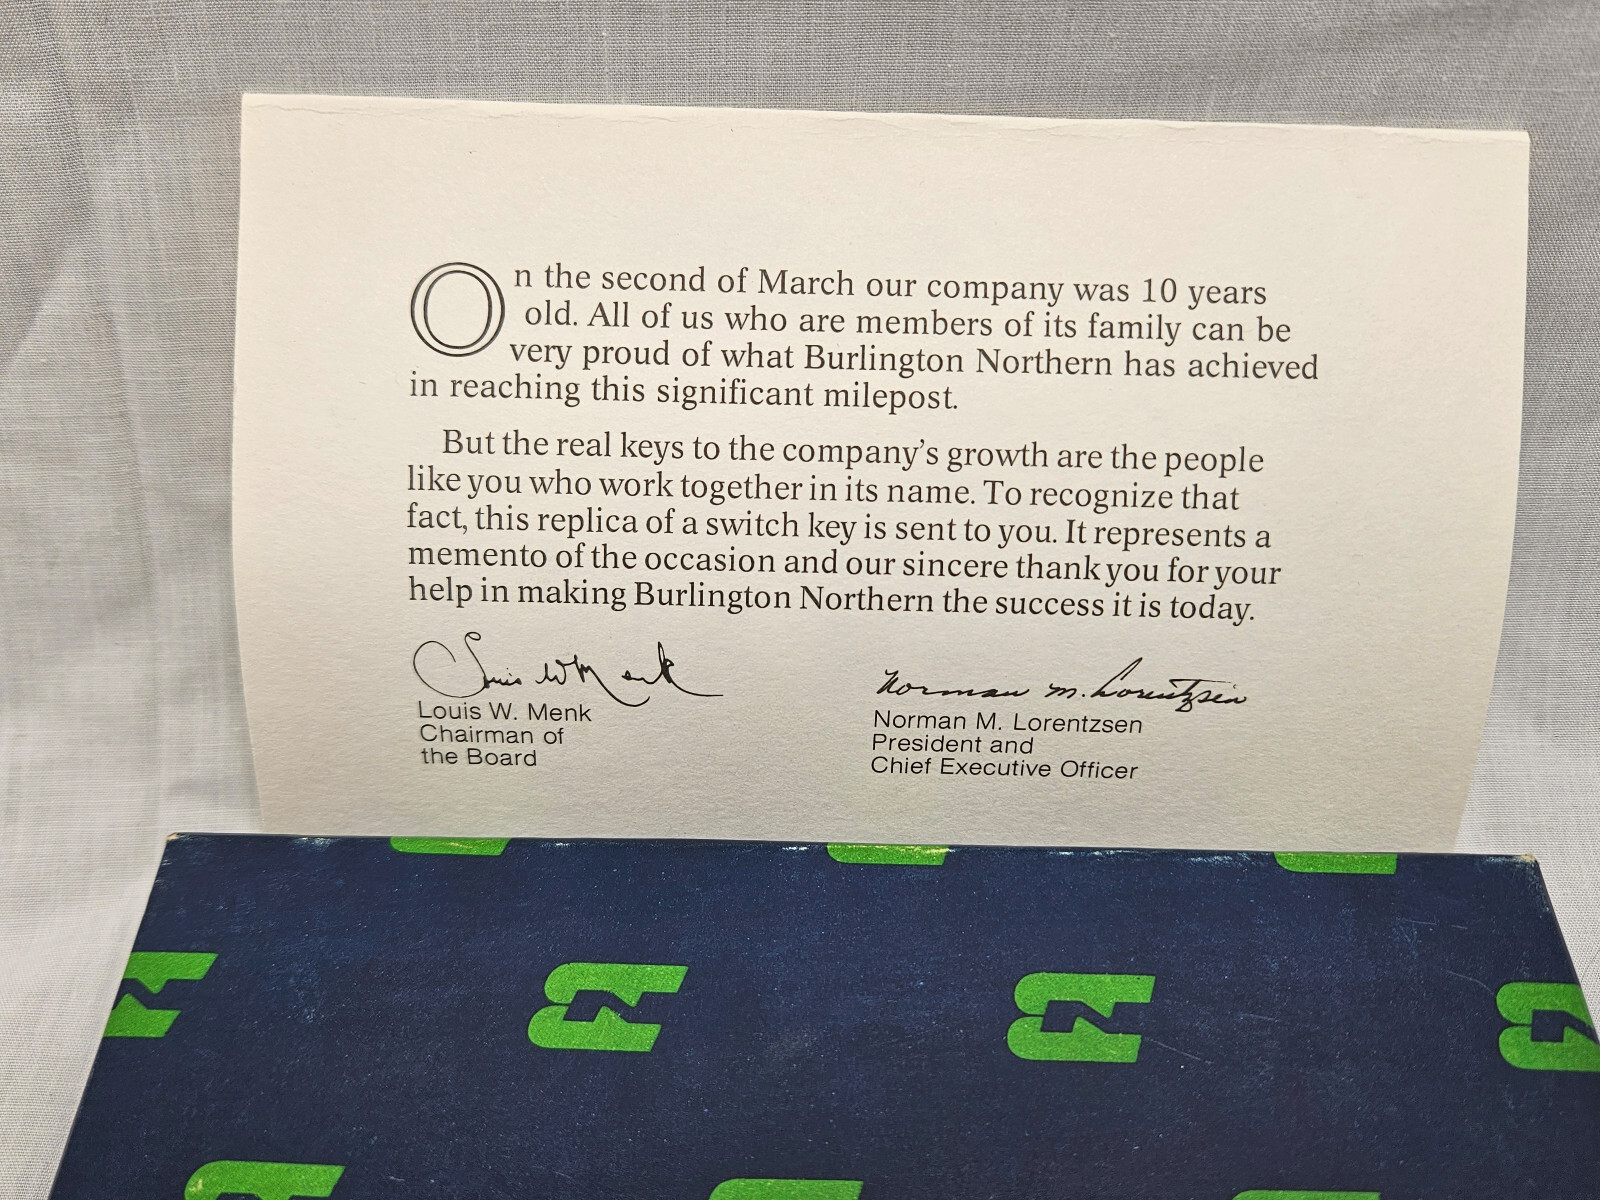 On the second of March our company was 10 years
old. All of us who are members of its family can be
very proud of what Burlington Northern has achieved
in reaching this significant milepost.
But the real keys to the company's growth are the people
like you who work together in its name. To recognize that
fact, this replica of a switch key is sent to you. It represents a
memento of the occasion and our sincere thank you for your
help in making Burlington Northern the success it is today.
Louis W Menk
Norman M. Lorentzsen
Louis W. Menk
Chairman of
the Board
Norman M. Lorentzsen
President and
Chief Executive Officer